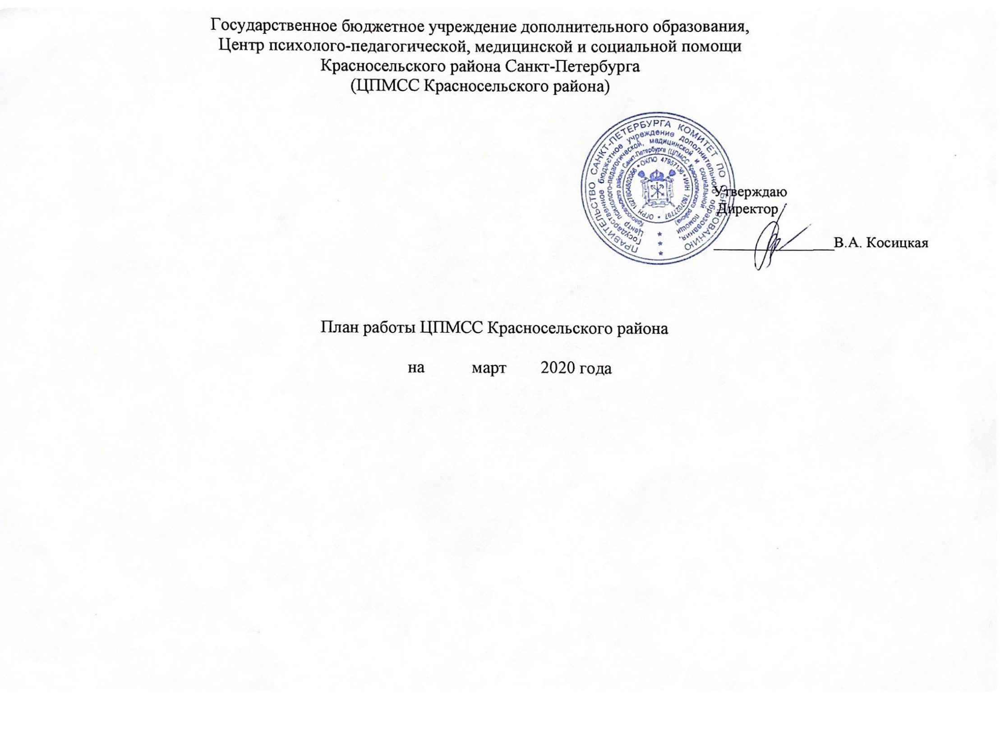 Государственное бюджетное учреждение дополнительного образования,
Центр психолого-педагогической, медицинской и социальной помощи
Красносельского района Санкт-Петербурга
(ЦПМСС Красносельского района)
ПРАВИТЕЛЬСТВО САНКТ-ПЕТЕРБУРГА КОМИТЕТ ПО ОБРАЗОВАНИЮ
Государственное бюджетное учреждение дополнительного образования,
Центр психолого-педагогической, медицинской и социальной помощи
Красносельского района Санкт-Петербурга (ЦПМСС Красносельского района)
ОГРН 1027804602066 * ОКПО 47957136 * ИНН 7807027797 *
Утверждаю
Директор
В.А. Косицкая
План работы ЦПМСС Красносельского района
на март 2020 года